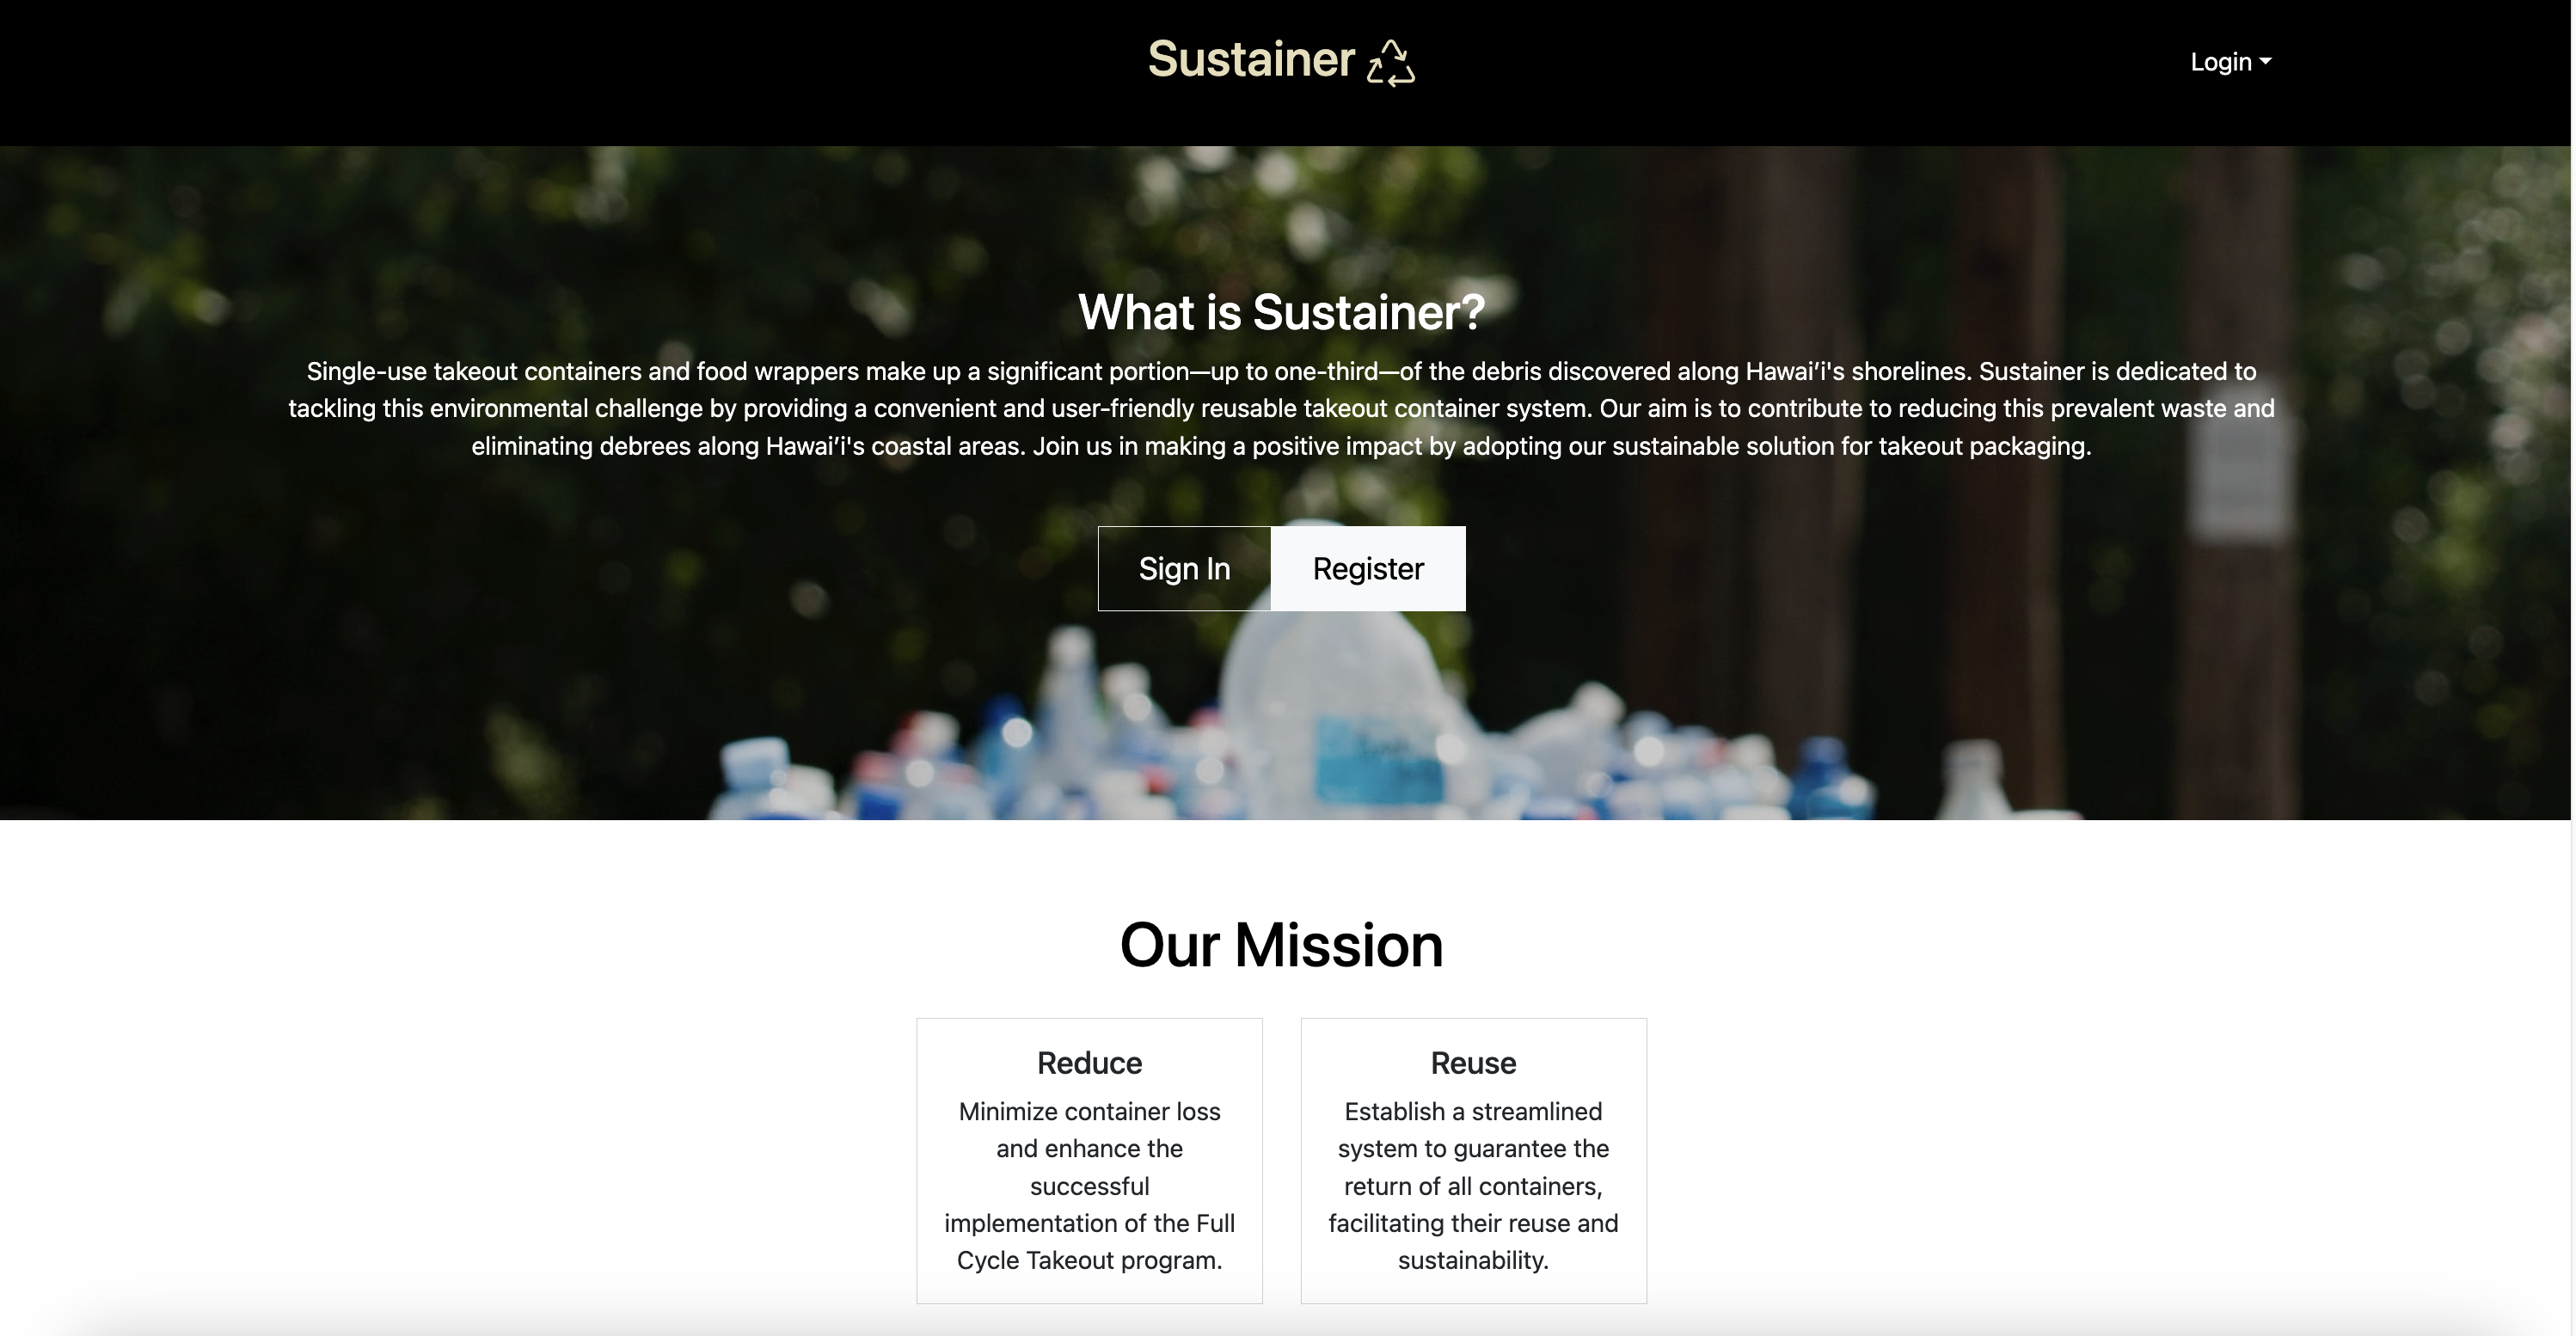 Sustainer
Login
What is Sustainer?
Single-use takeout containers and food wrappers make up a significant portion—up to one-third—of the debris discovered along Hawai’i's shorelines. Sustainer is dedicated to
tackling this environmental challenge by providing a convenient and user-friendly reusable takeout container system. Our aim is to contribute to reducing this prevalent waste and
eliminating debrees along Hawai’i's coastal areas. Join us in making a positive impact by adopting our sustainable solution for takeout packaging.
Sign In
Register
Our Mission
Reduce
Minimize container loss
and enhance the
successful
implementation of the Full
Cycle Takeout program.
Reuse
Establish a streamlined
system to guarantee the
return of all containers,
facilitating their reuse and
sustainability.